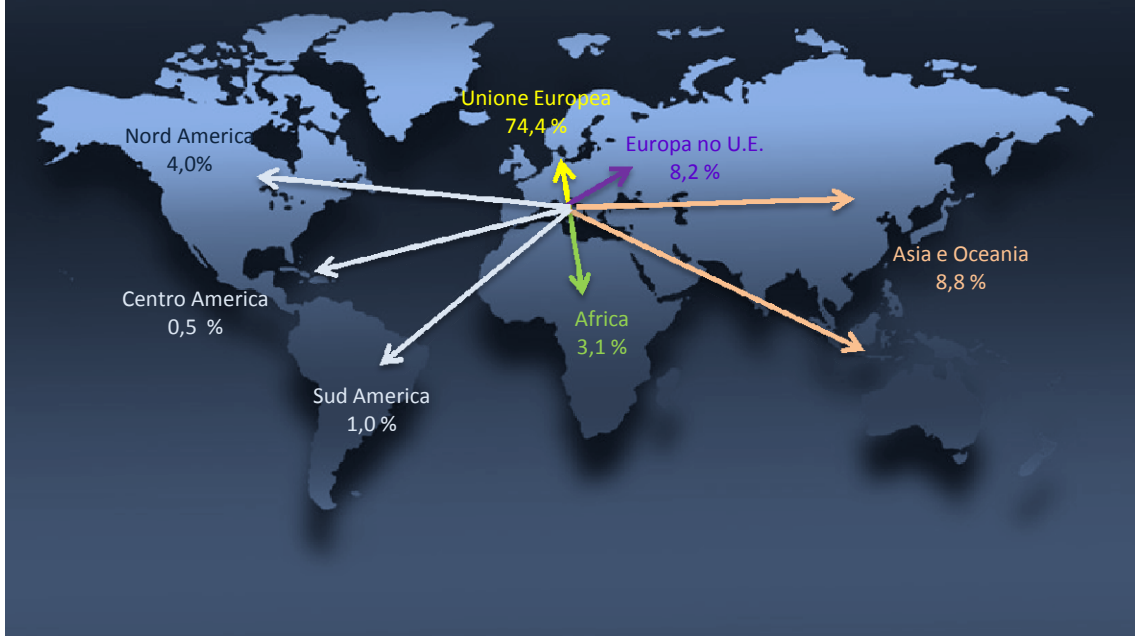 Unione Europea
74,4 %
Nord America
4,0%
Europa no U.E.
8,2 %
Asia e Oceania
8,8 %
Centro America
0,5 %
Africa
3,1 %
Sud America
1,0 %